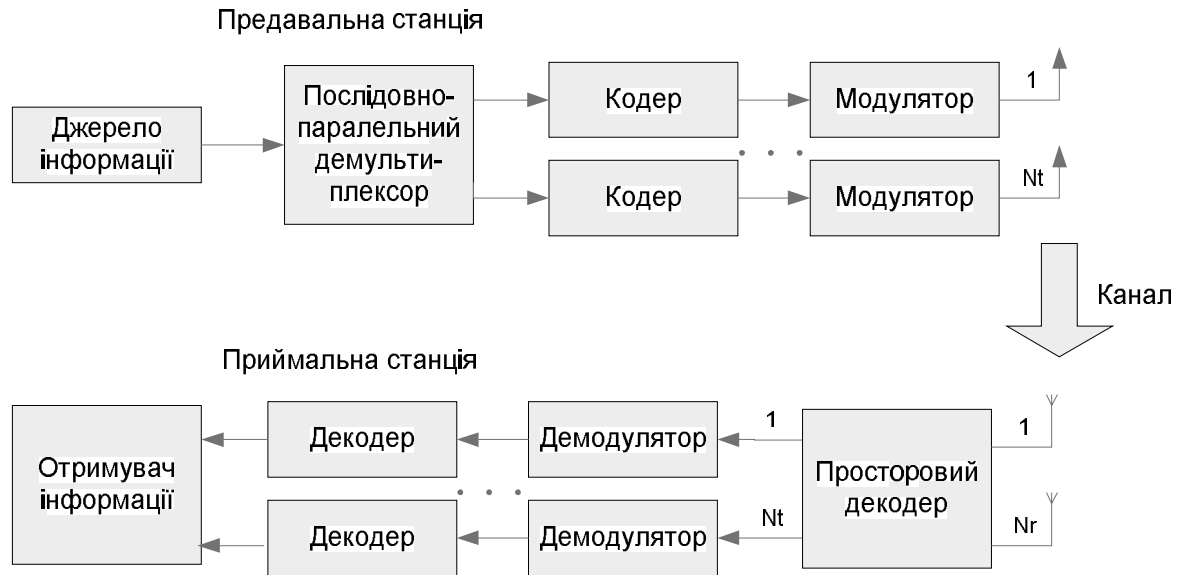 Предавальна станція
Джерело
інформації
Послідовно-
паралельний
демульти-
плексор
Кодер
Модулятор
1
Кодер
Модулятор
Nt
Канал
Приймальна станція
Отримувач
інформації
Декодер
Демодулятор
1
Просторовий
декодер
1
Декодер
Демодулятор
Nt
Nr